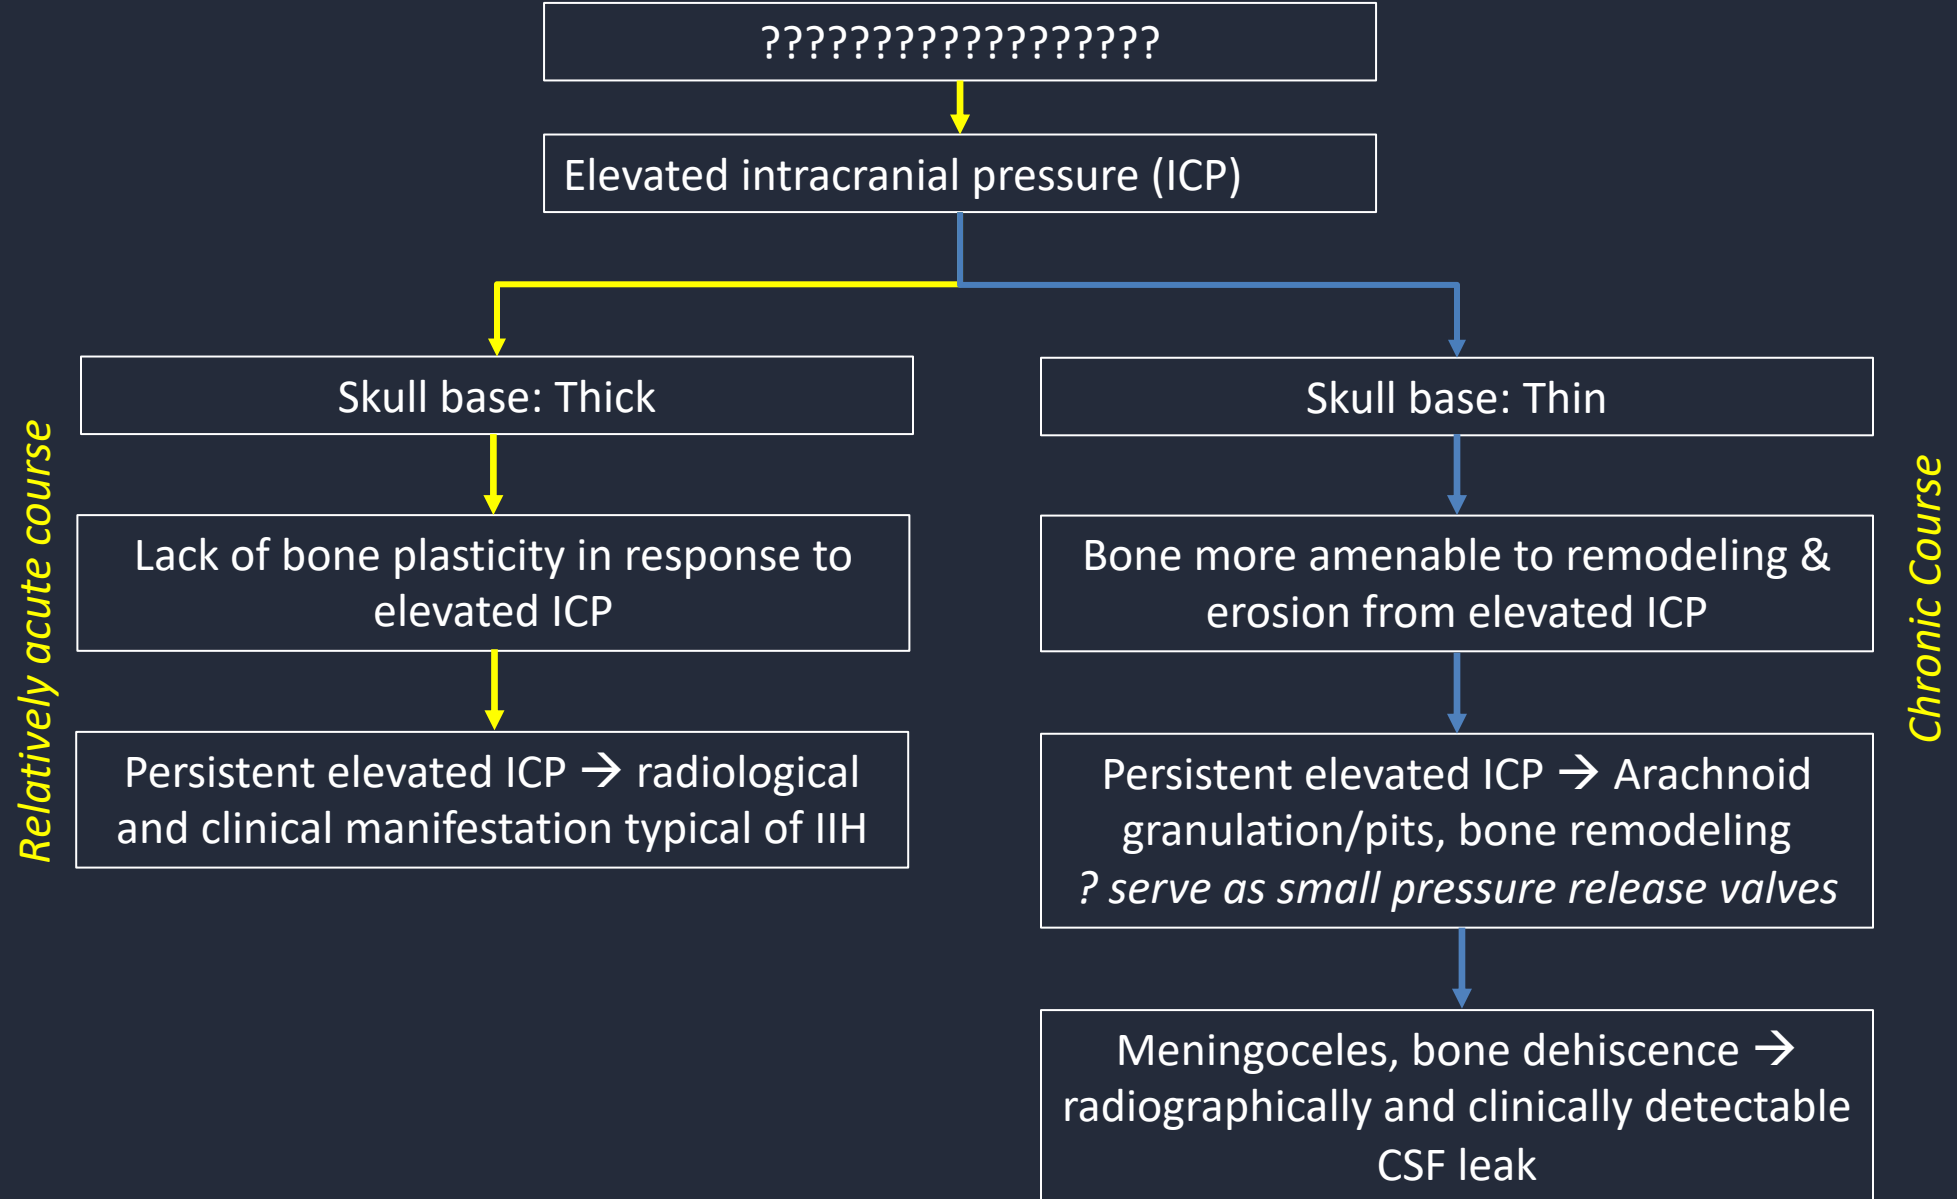 ??????????????????
Elevated intracranial pressure (ICP)
Skull base: Thick
Skull base: Thin
Relatively acute course
Lack of bone plasticity in response to
elevated ICP
Bone more amenable to remodeling &
erosion from elevated ICP
Chronic Course
Persistent elevated ICP → radiological
and clinical manifestation typical of IIH
Persistent elevated ICP → Arachnoid
granulation/pits, bone remodeling
? serve as small pressure release valves
Meningoceles, bone dehiscence →
radiographically and clinically detectable
CSF leak